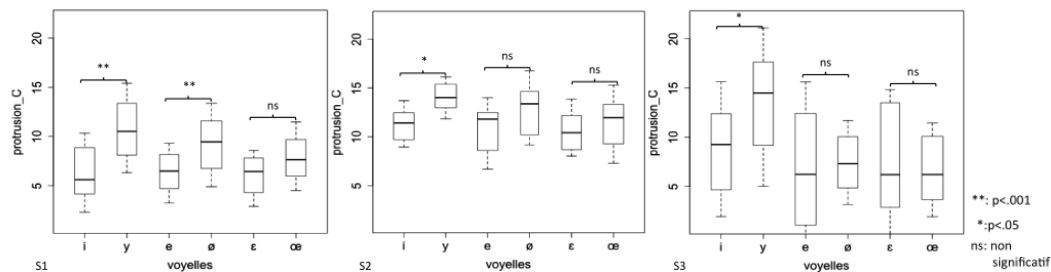 20
15
10
5
protrusion_C
**
**
ns
i y e ø ɛ œ
voyelles
S1
20
15
10
5
protrusion_C
*
ns
ns
i y e ø ɛ œ
voyelles
S2
20
15
10
5
protrusion_C
*
ns
ns
i y e ø ɛ œ
voyelles
S3
**: p<.001
*:p<.05
ns: non
significatif